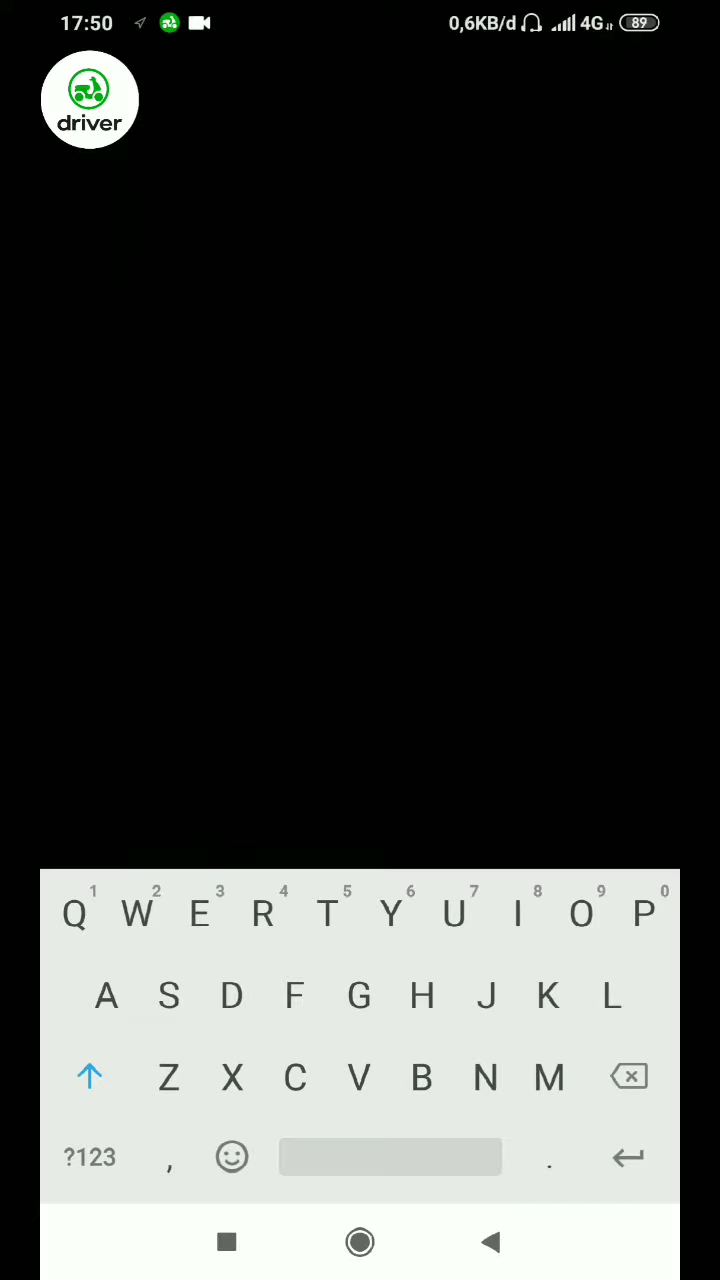 17:50 0,6KB/d 4G 89
driver
1 2 3 4 5 6 7 8 9 0
Q W E R T Y U I O P
A S D F G H J K L
Z X C V B N M
?123 , .